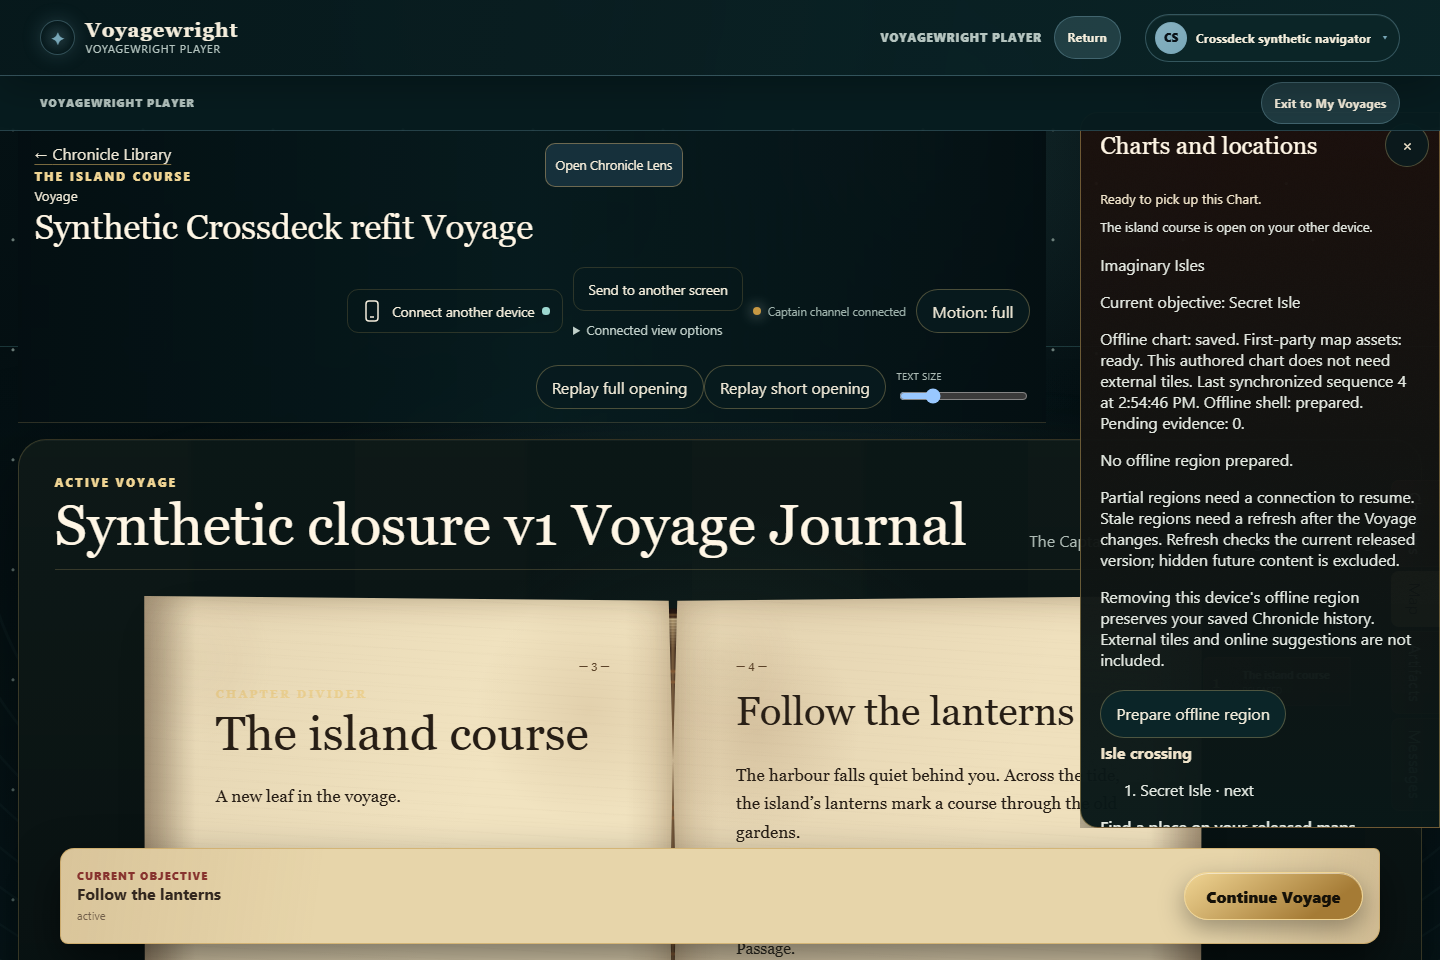 Voyagewright
VOYAGEWRIGHT PLAYER
VOYAGEWRIGHT PLAYER
Return
CS
Crossdeck synthetic navigator
VOYAGEWRIGHT PLAYER
Exit to My Voyages
← Chronicle Library
THE ISLAND COURSE
Voyage
Synthetic Crossdeck refit Voyage
Open Chronicle Lens
Connect another device
Send to another screen
Connected view options
Captain channel connected
Motion: full
Replay full opening
Replay short opening
TEXT SIZE
ACTIVE VOYAGE
Synthetic closure v1 Voyage Journal
The Cap
— 3 —
CHAPTER DIVIDER
The island course
A new leaf in the voyage.
— 4 —
Follow the lanterns
The harbour falls quiet behind you. Across the tide,
the island's lanterns mark a course through the old
gardens.
Passage.
Charts and locations
×
Ready to pick up this Chart.
The island course is open on your other device.
Imaginary Isles
Current objective: Secret Isle
Offline chart: saved. First-party map assets:
ready. This authored chart does not need
external tiles. Last synchronized sequence 4
at 2:54:46 PM. Offline shell: prepared.
Pending evidence: 0.
No offline region prepared.
Partial regions need a connection to resume.
Stale regions need a refresh after the Voyage
changes. Refresh checks the current released
version; hidden future content is excluded.
Removing this device's offline region
preserves your saved Chronicle history.
External tiles and online suggestions are not
included.
Prepare offline region
Isle crossing
1. Secret Isle · next
Find a place on your released maps
CURRENT OBJECTIVE
Follow the lanterns
active
Continue Voyage